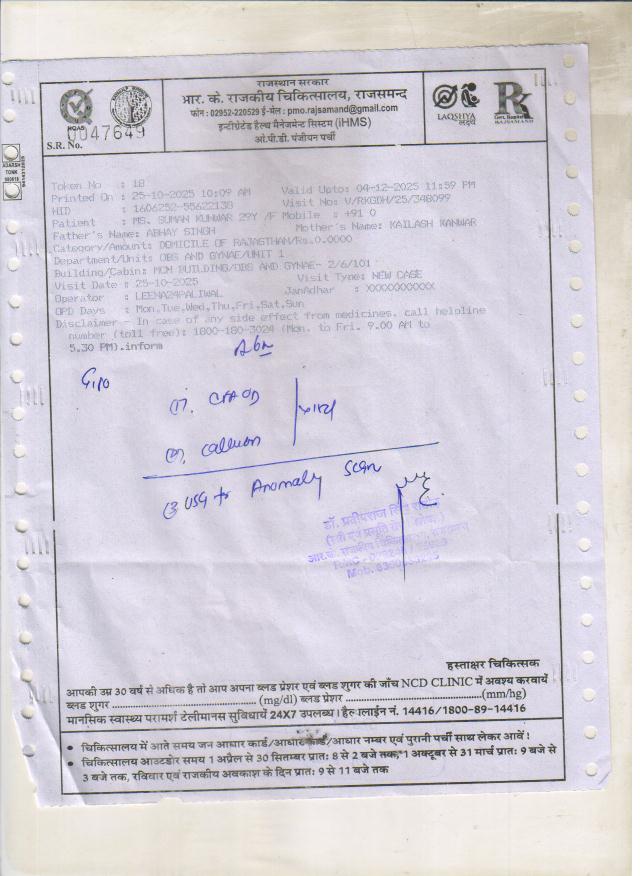 राजस्थान सरकार
आर. के. राजकीय चिकित्सालय, राजसमन्द
फोन : 02952-220529 ई-मेल : pmo.rajsamand@gmail.com
इन्टीग्रेटेड हैल्थ मैनेजमेन्ट सिस्टम (iHMS)
ओ.पी.डी. पंजीयन पर्ची
NQAS
LAQSHYA
लक्ष्य
RK
Govt. Hospital
RAJSAMAND
0047649
S.R. No.
Token No : 18
Printed On : 25-10-2025 10:09 AM Valid Upto: 04-12-2025 11:59 PM
HID : 1606252-55622138 Visit No: V/RKGDH/25/348099
Patient : MS. SUMAN KUNWAR 29Y /F Mobile : +91 0
Father's Name: ABHAY SINGH Mother's Name: KAILASH KANWAR
Category/Amount: DOMICILE OF RAJASTHAN/Rs.0.0000
Department/Unit: OBS AND GYNAE/UNIT 1
Building/Cabin: MCH BUILDING/OBS AND GYNAE- 2/6/101
Visit Date : 25-10-2025 Visit Type: NEW CASE
Operator : LEENA24PALIWAL JanAdhar : XXXXXXXXXXX
OPD Days : Mon,Tue,Wed,Thu,Fri,Sat,Sun
Disclaimer - In case of any side effect from medicines, call helpline
number (toll free): 1800-180-3024 (Mon. to Fri. 9.00 AM to
5.30 PM).inform
(1)
(2)
(3) USG for Anomaly Scan
हस्ताक्षर चिकित्सक
आपकी उम्र 30 वर्ष से अधिक है तो आप अपना ब्लड प्रेशर एवं ब्लड शुगर की जाँच NCD CLINIC में अवश्य करवायें
ब्लड शुगर (mg/dl) ब्लड प्रेशर (mm/hg)
मानसिक स्वास्थ्य परामर्श टेलीमानस सुविधायें 24X7 उपलब्ध । हैल्पलाईन नं. 14416/1800-89-14416
• चिकित्सालय में आते समय जन आधार कार्ड/आधार कार्ड/आधार नम्बर एवं पुरानी पर्ची साथ लेकर आवें !
• चिकित्सालय आउटडोर समय 1 अप्रैल से 30 सितम्बर प्रातः 8 से 2 बजे तक, 1 अक्टूबर से 31 मार्च प्रातः 9 बजे से
3 बजे तक, रविवार एवं राजकीय अवकाश के दिन प्रातः 9 से 11 बजे तक